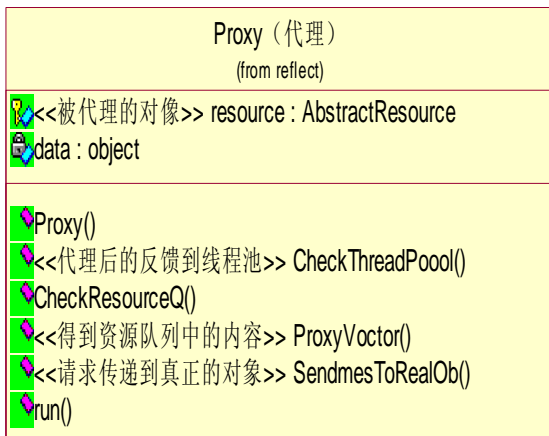 Proxy（代理）
(from reflect)
<<被代理的对像>> resource : AbstractResource
data : object
Proxy()
<<代理后的反馈到线程池>> CheckThreadPoool()
CheckResourceQ()
<<得到资源队列中的内容>> ProxyVoctor()
<<请求传递到真正的对象>> SendmesToRealOb()
run()